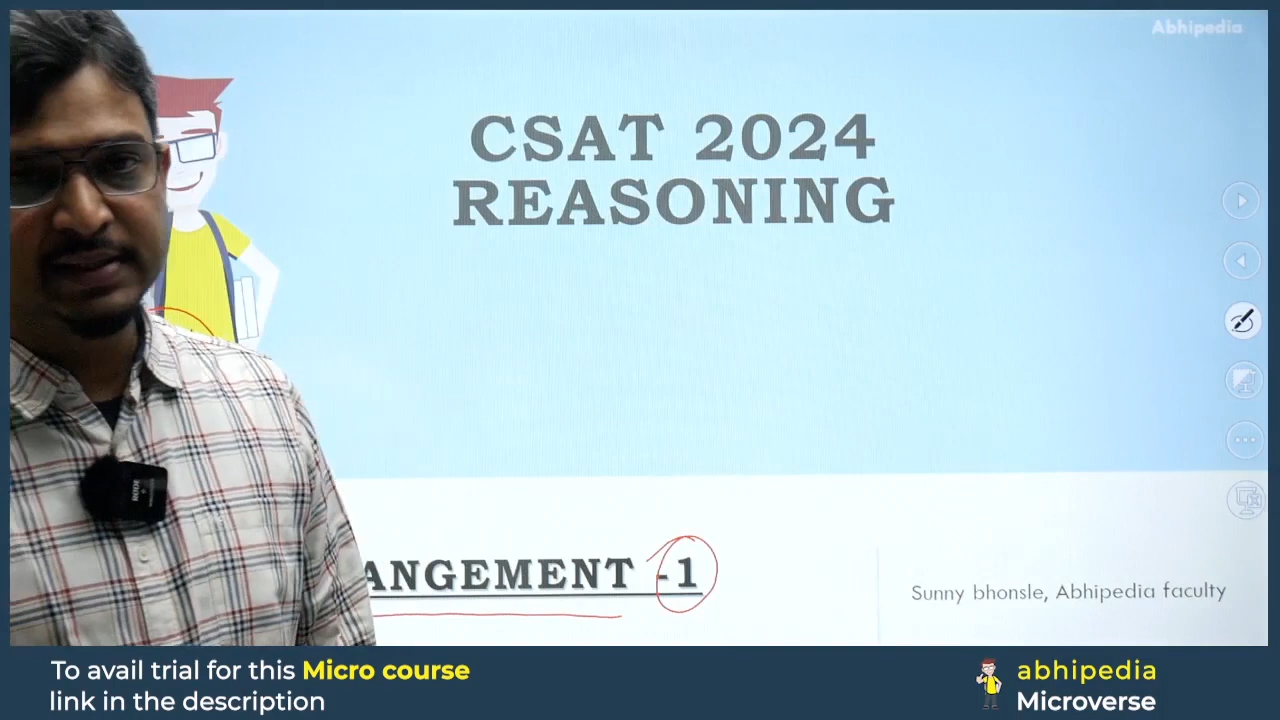 Abhipedia
CSAT 2024
REASONING
ANGEMENT -1
Sunny bhonsle, Abhipedia faculty
RODE
To avail trial for this Micro course
link in the description
abhipedia
Microverse